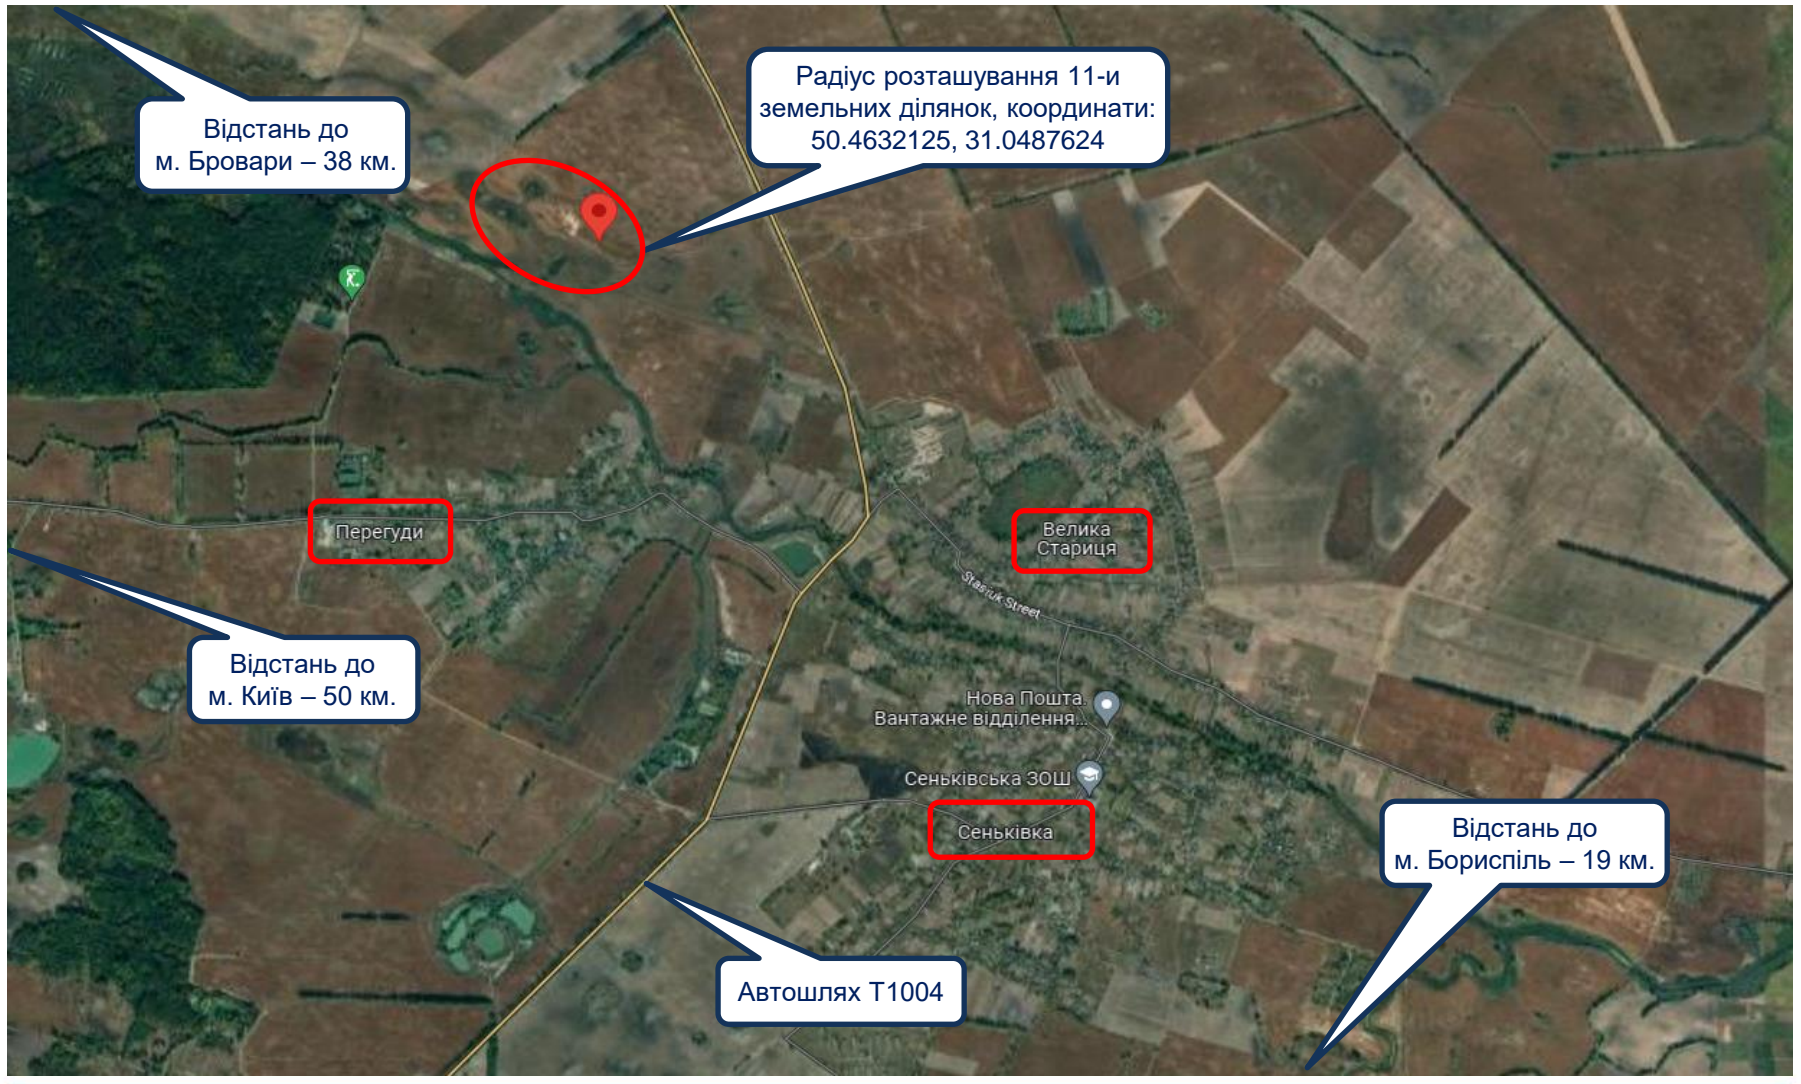 Радіус розташування 11-и
земельних ділянок, координати:
50.4632125, 31.0487624
Відстань до
м. Бровари – 38 км.
Перегуди
Велика
Стариця
Stasiuk Street
Відстань до
м. Київ – 50 км.
Нова Пошта.
Вантажне відділення...
Сеньківська ЗОШ
Сеньківка
Відстань до
м. Бориспіль – 19 км.
Автошлях Т1004